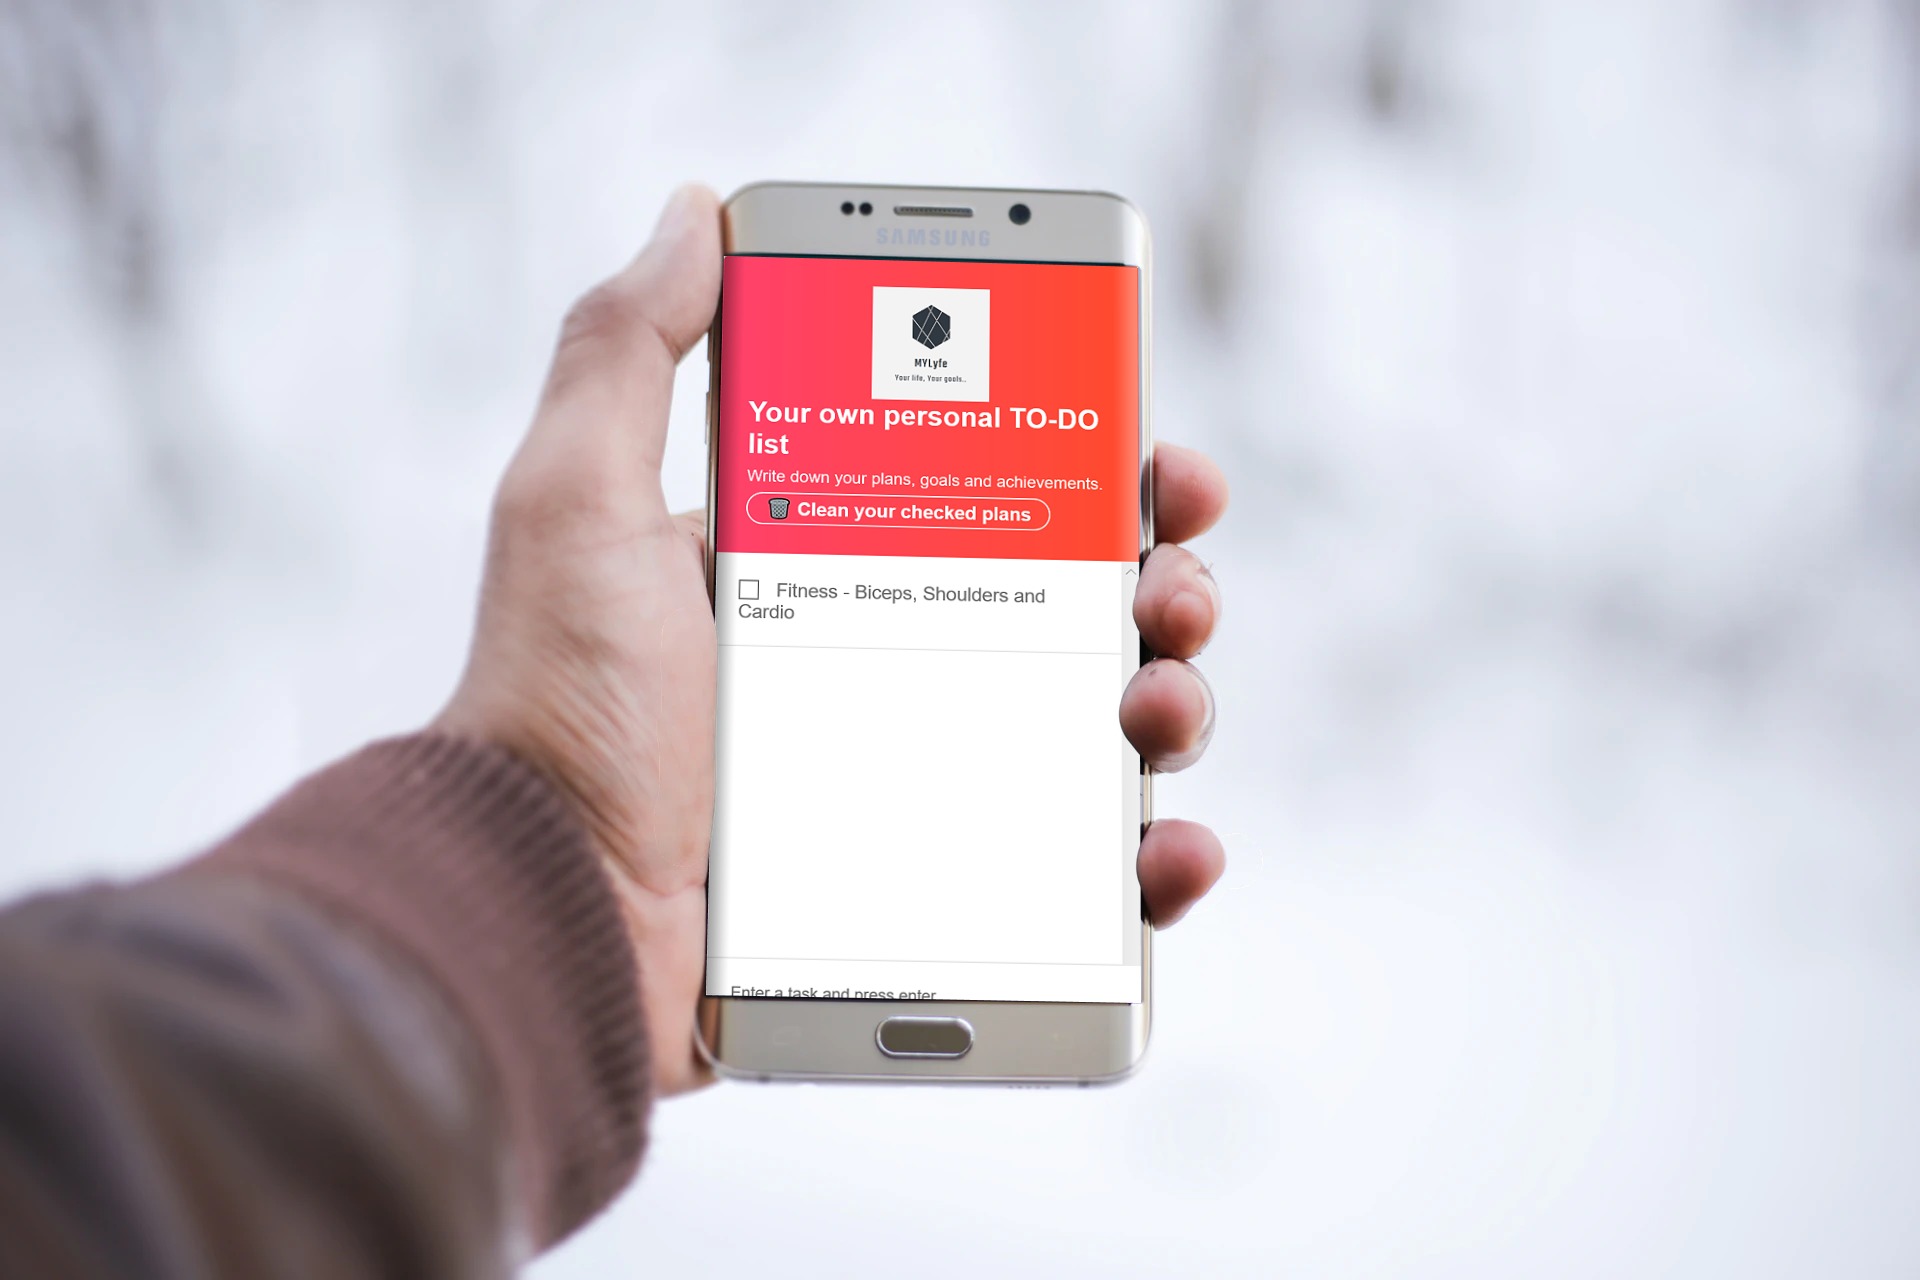 SAMSUNG
MYLyfe
Your life, Your goals..
Your own personal TO-DO
list
Write down your plans, goals and achievements.
Clean your checked plans
Fitness - Biceps, Shoulders and
Cardio
Enter a task and press enter